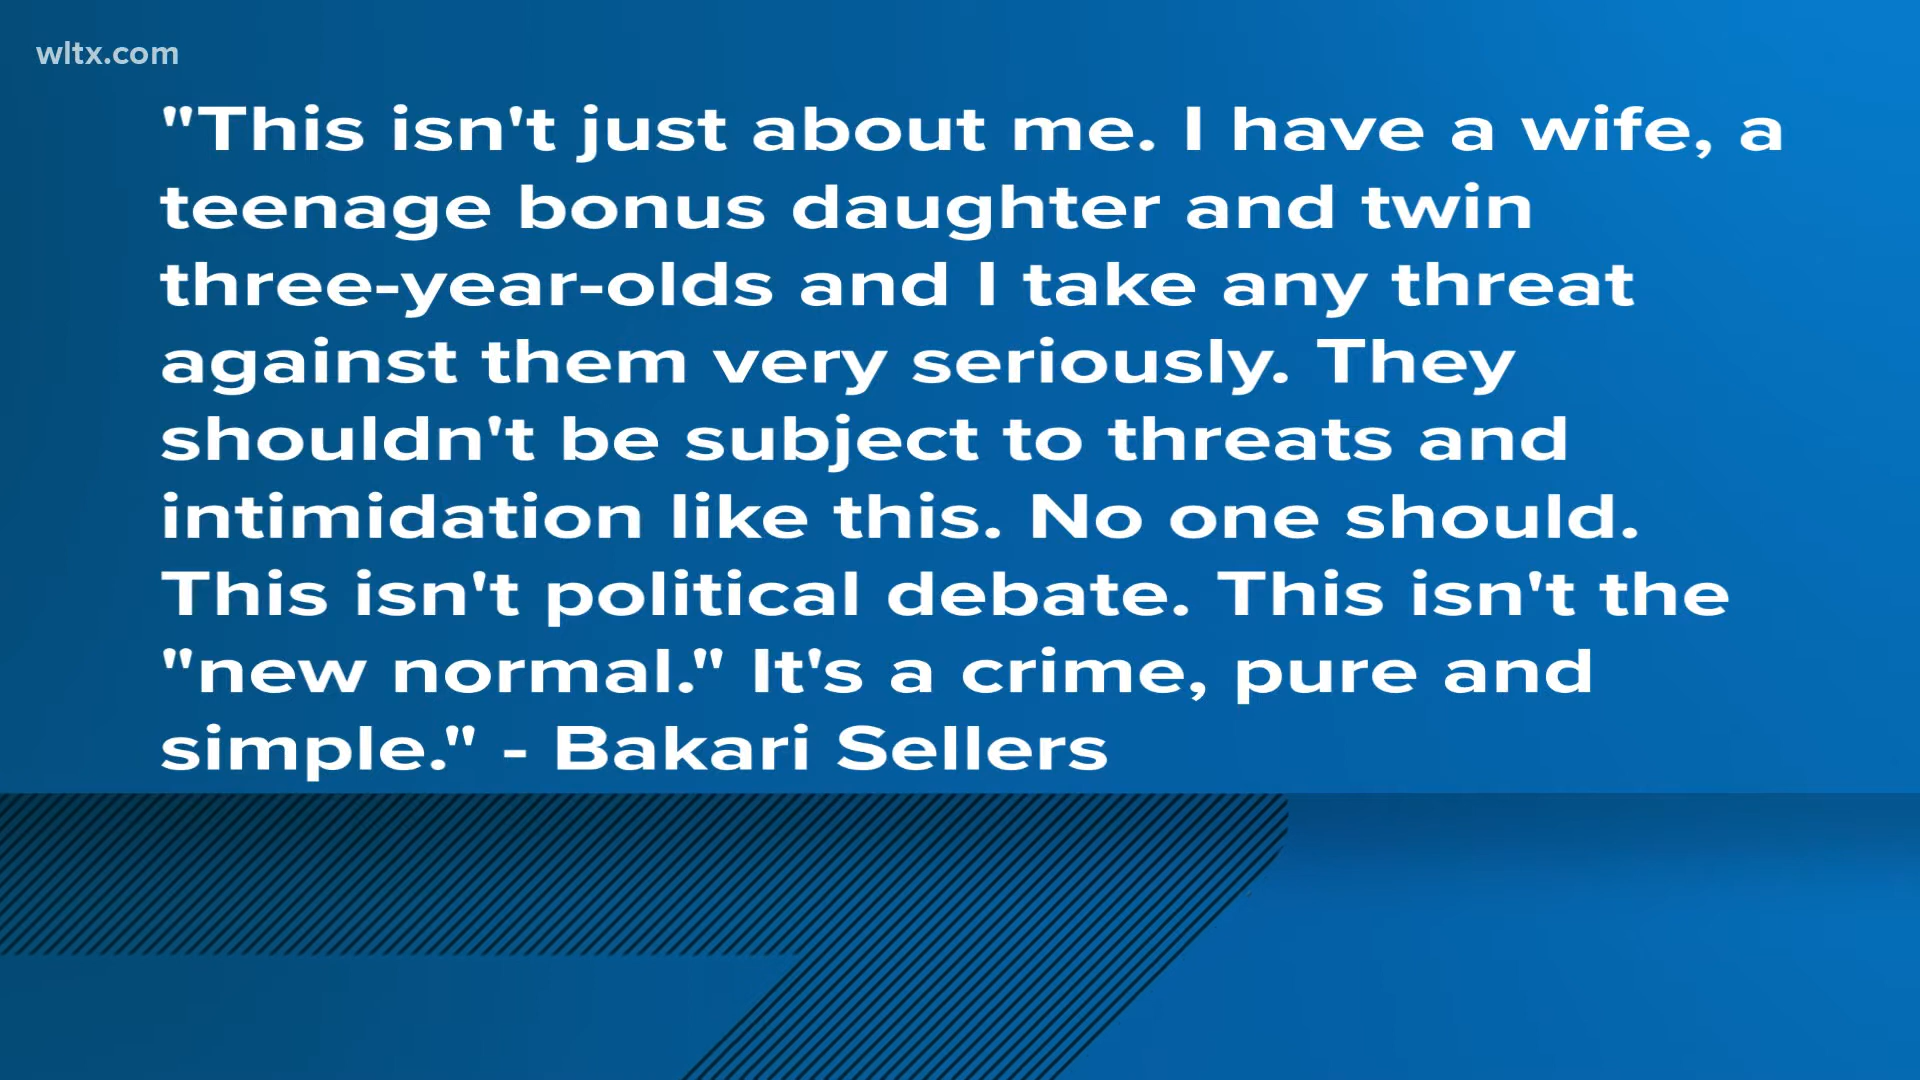 wltx.com
"This isn't just about me. I have a wife, a
teenage bonus daughter and twin
three-year-olds and I take any threat
against them very seriously. They
shouldn't be subject to threats and
intimidation like this. No one should.
This isn't political debate. This isn't the
"new normal." It's a crime, pure and
simple." - Bakari Sellers